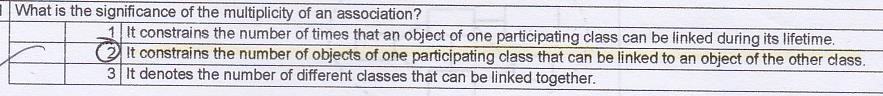 What is the significance of the multiplicity of an association?
1 It constrains the number of times that an object of one participating class can be linked during its lifetime.
2 It constrains the number of objects of one participating class that can be linked to an object of the other class.
3 It denotes the number of different classes that can be linked together.